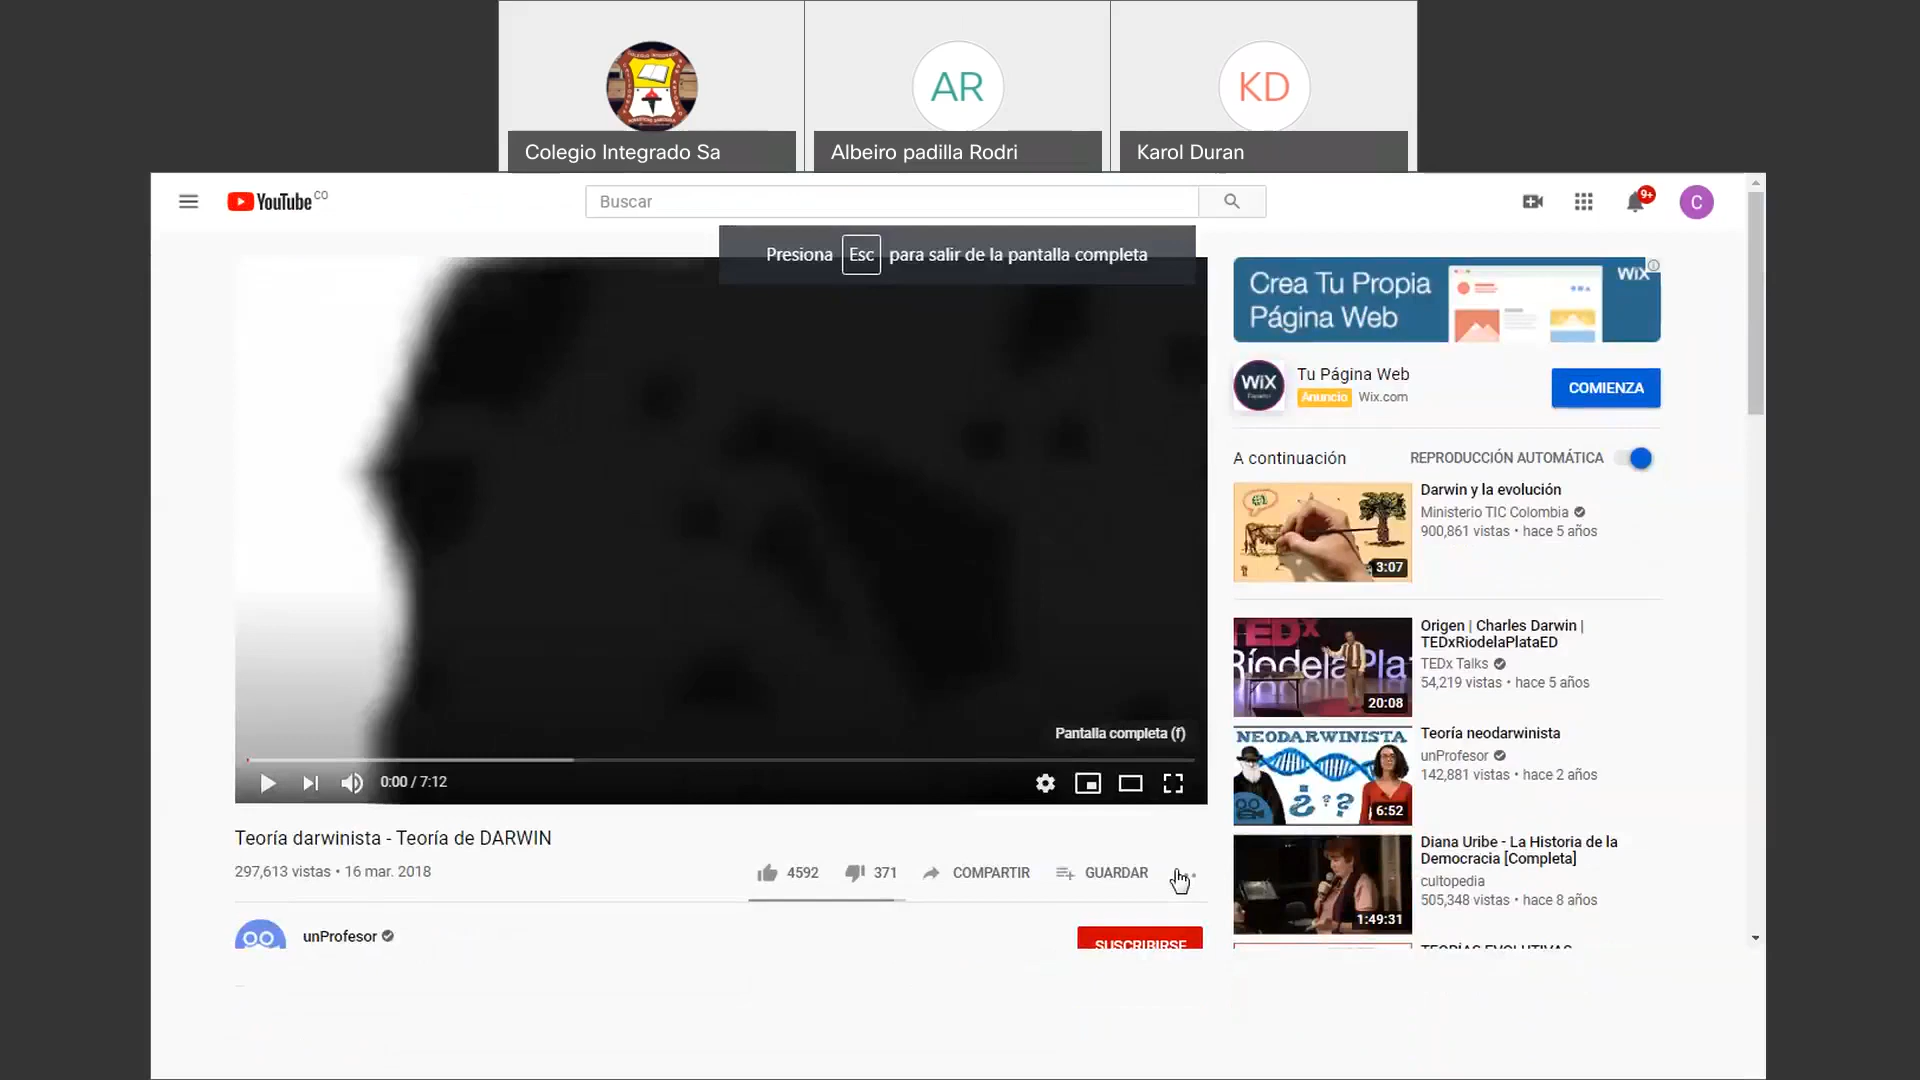 AR
KD
Colegio Integrado Sa
Albeiro padilla Rodri
Karol Duran
YouTube CO
Buscar
9+
C
Presiona Esc para salir de la pantalla completa
Crea Tu Propia
Página Web
WiX
WiX
Tu Página Web
Anuncio Wix.com
COMIENZA
A continuación
REPRODUCCIÓN AUTOMÁTICA
#1
3:07
Darwin y la evolución
Ministerio TIC Colombia
900,861 vistas • hace 5 años
TEDx
RíodelaPlat
20:08
Origen | Charles Darwin |
TEDxRiodelaPlataED
TEDx Talks
54,219 vistas • hace 5 años
NEODARWINISTA
¿???
6:52
Teoría neodarwinista
unProfesor
142,881 vistas • hace 2 años
1:49:31
Diana Uribe - La Historia de la
Democracia [Completa]
cultopedia
505,348 vistas • hace 8 años
TEORÍAS EVOLUTIVAS
Pantalla completa (f)
0:00 / 7:12
Teoría darwinista - Teoría de DARWIN
297,613 vistas • 16 mar. 2018
4592
371
COMPARTIR
GUARDAR
unProfesor
SUSCRIBIRSE